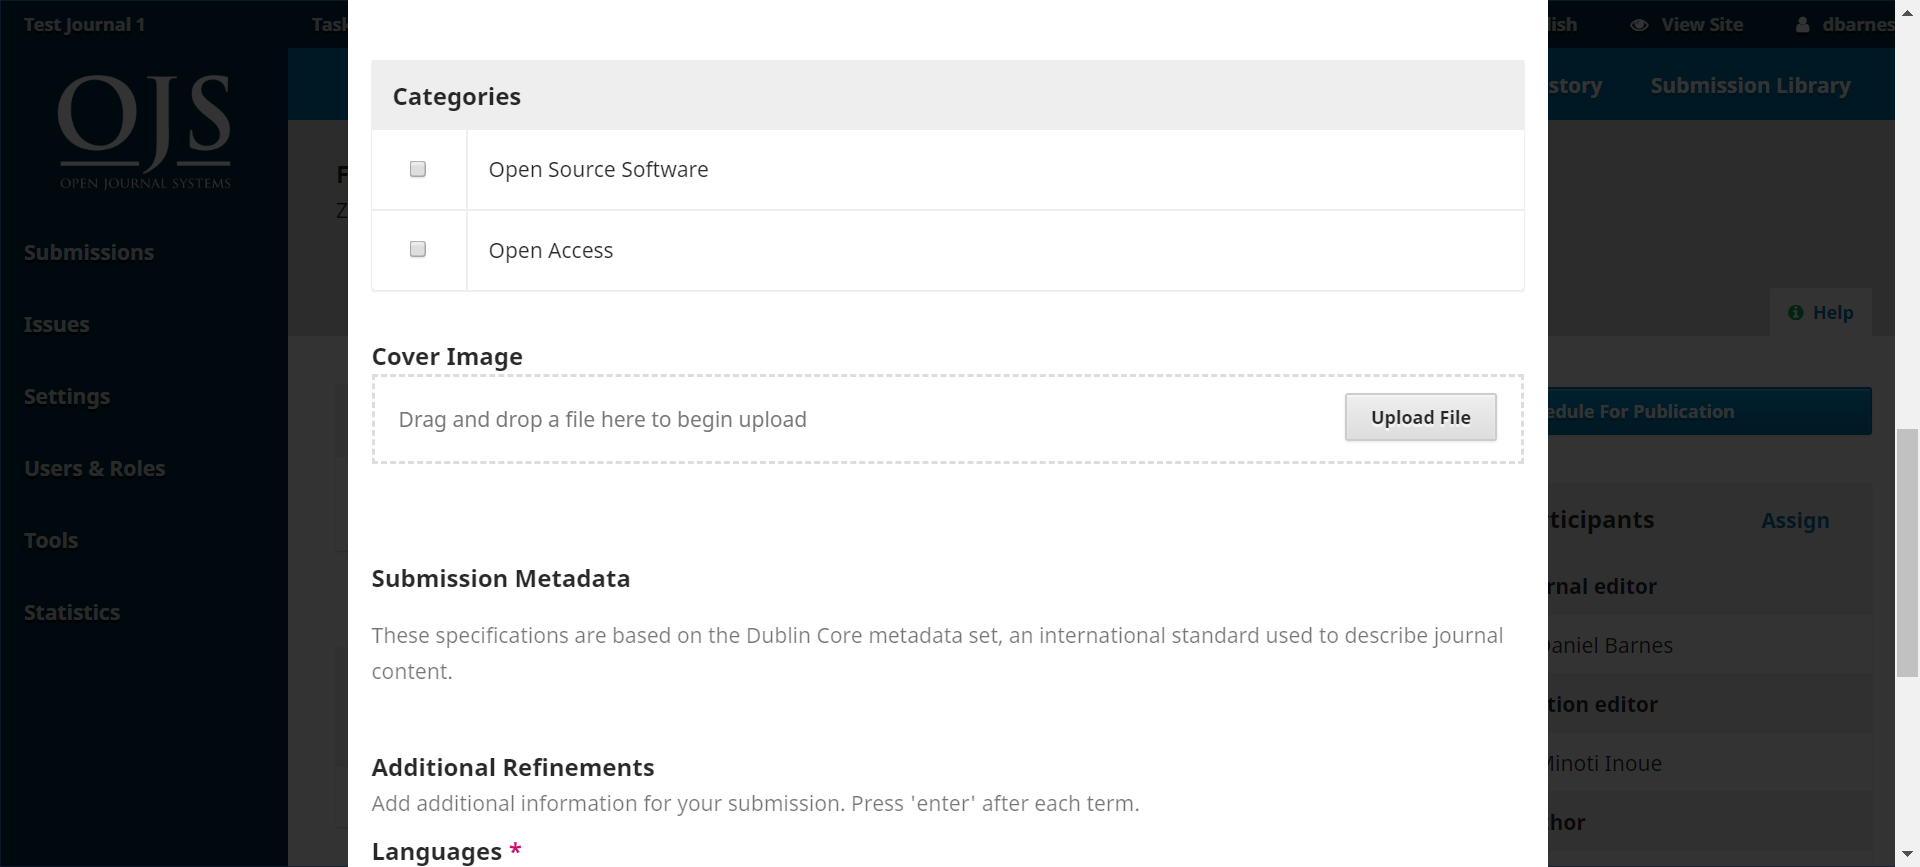 Test Journal 1
Task
lish
View Site
dbarnes
OJS
OPEN JOURNAL SYSTEMS
story
Submission Library
Submissions
Issues
Settings
Users & Roles
Tools
Statistics
F
Z
Categories
Open Source Software
Open Access
Cover Image
Drag and drop a file here to begin upload
Upload File
Submission Metadata
These specifications are based on the Dublin Core metadata set, an international standard used to describe journal
content.
Additional Refinements
Add additional information for your submission. Press 'enter' after each term.
Languages *
Help
edule For Publication
ticipants
Assign
rnal editor
Daniel Barnes
tion editor
Minoti Inoue
hor